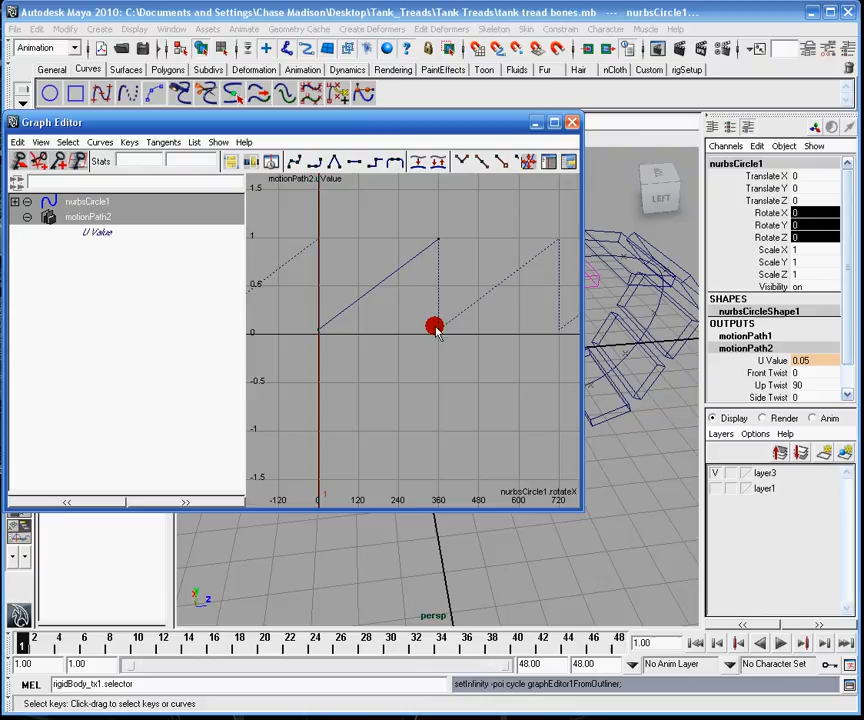 Autodesk Maya 2010: C:\Documents and Settings\Chase Madison\Desktop\Tank_Treads\Tank Treads\tank tread bones.mb --- nurbsCircle1...
File Edit Modify Create Display Window Assets Animate Geometry Cache Create Deformers Edit Deformers Skeleton Skin Constrain Character Muscle Help
Animation
General Curves Surfaces Polygons Subdivs Deformation Animation Dynamics Rendering PaintEffects Toon Fluids Fur Hair nCloth Custom rigSetup
Graph Editor
Edit View Select Curves Keys Tangents List Show Help
Stats
nurbsCircle1
motionPath2
U Value
motionPath2.uValue
1.5
1
0.5
0
-0.5
-1
-1.5
nurbsCircle1.rotateX
-120 0 120 240 360 480 600 720
1
LEFT
persp
Channels Edit Object Show
nurbsCircle1
Translate X 0
Translate Y 0
Translate Z 0
Rotate X 0
Rotate Y 0
Rotate Z 0
Scale X 1
Scale Y 1
Scale Z 1
Visibility on
SHAPES
nurbsCircleShape1
OUTPUTS
motionPath1
motionPath2
U Value 0.05
Front Twist 0
Up Twist 90
Side Twist 0
Display Render Anim
Layers Options Help
V layer3
layer1
1 2 4 6 8 10 12 14 16 18 20 22 24 26 28 30 32 34 36 38 40 42 44 46 48 1.00
1.00 1.00 48.00 48.00 No Anim Layer No Character Set
MEL rigidBody_tx1.selector setInfinity -poi cycle graphEditor1FromOutliner;
Select keys: Click-drag to select keys or curves